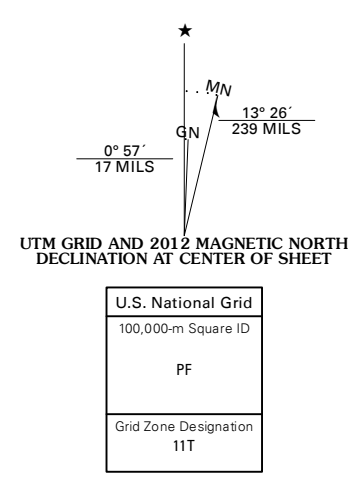 ★
MN
GN
13° 26´
239 MILS
0° 57´
17 MILS
UTM GRID AND 2012 MAGNETIC NORTH
DECLINATION AT CENTER OF SHEET
U.S. National Grid
100,000-m Square ID
PF
Grid Zone Designation
11T